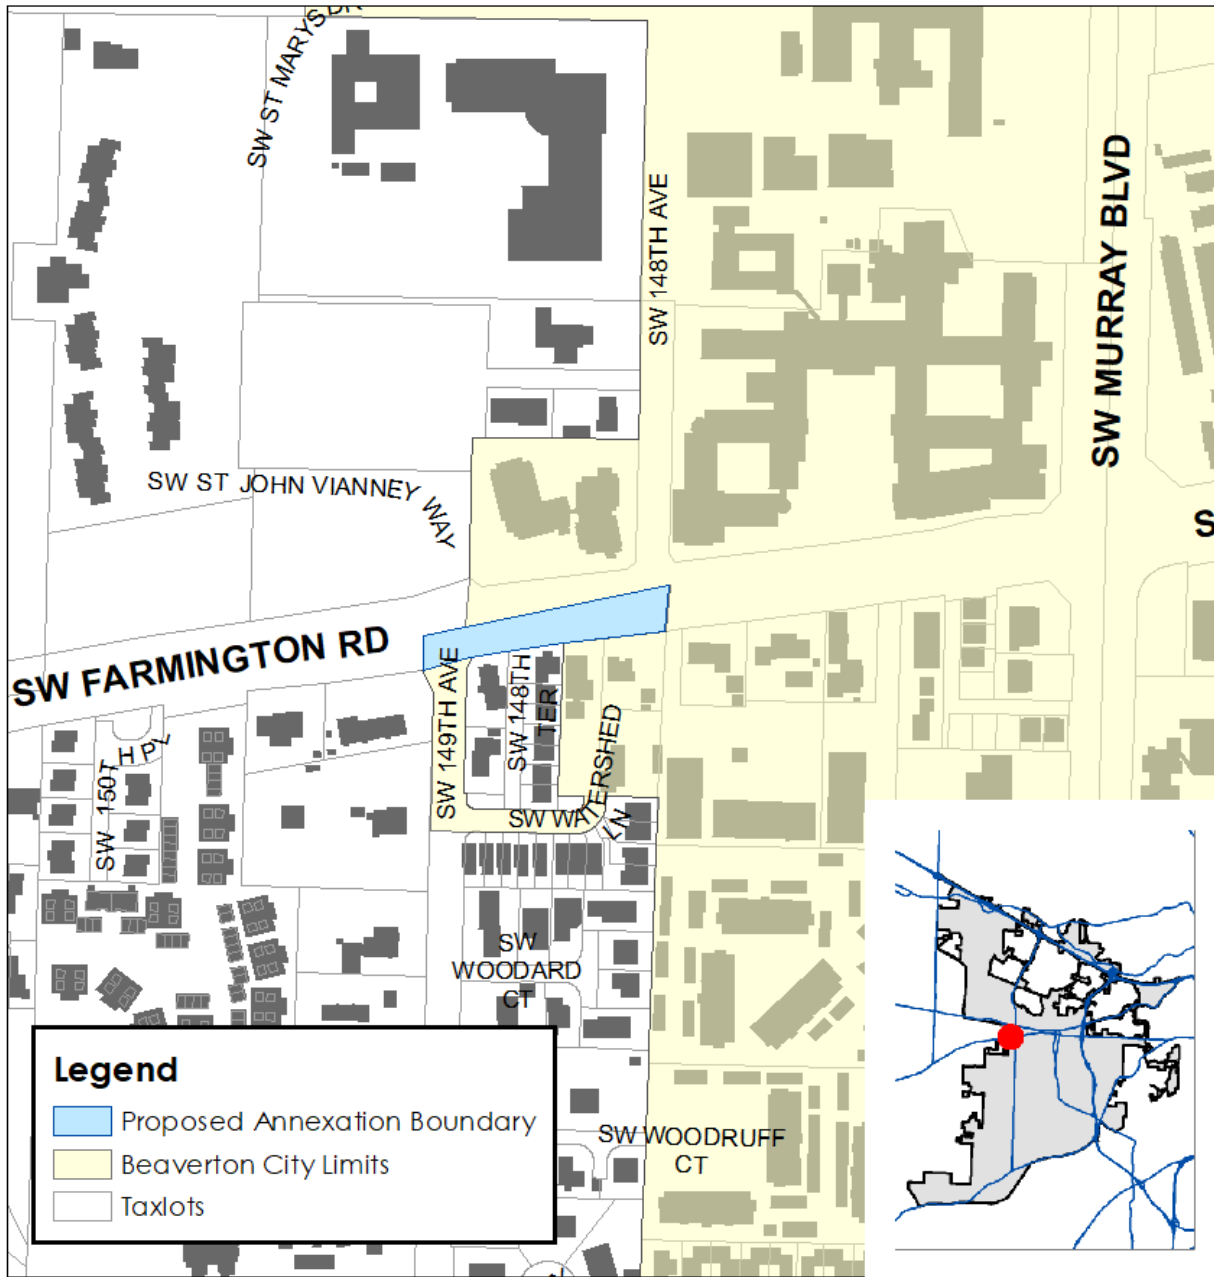 SW ST MARYS DR
SW 148TH AVE
SW MURRAY BLVD
SW ST JOHN VIANNEY WAY
S
SW FARMINGTON RD
SW 149TH AVE
SW 148TH
TER
SW WATERSHED
LN
SW 150TH PL
SW
WOODARD
CT
SW WOODRUFF
CT
Legend
Proposed Annexation Boundary
Beaverton City Limits
Taxlots